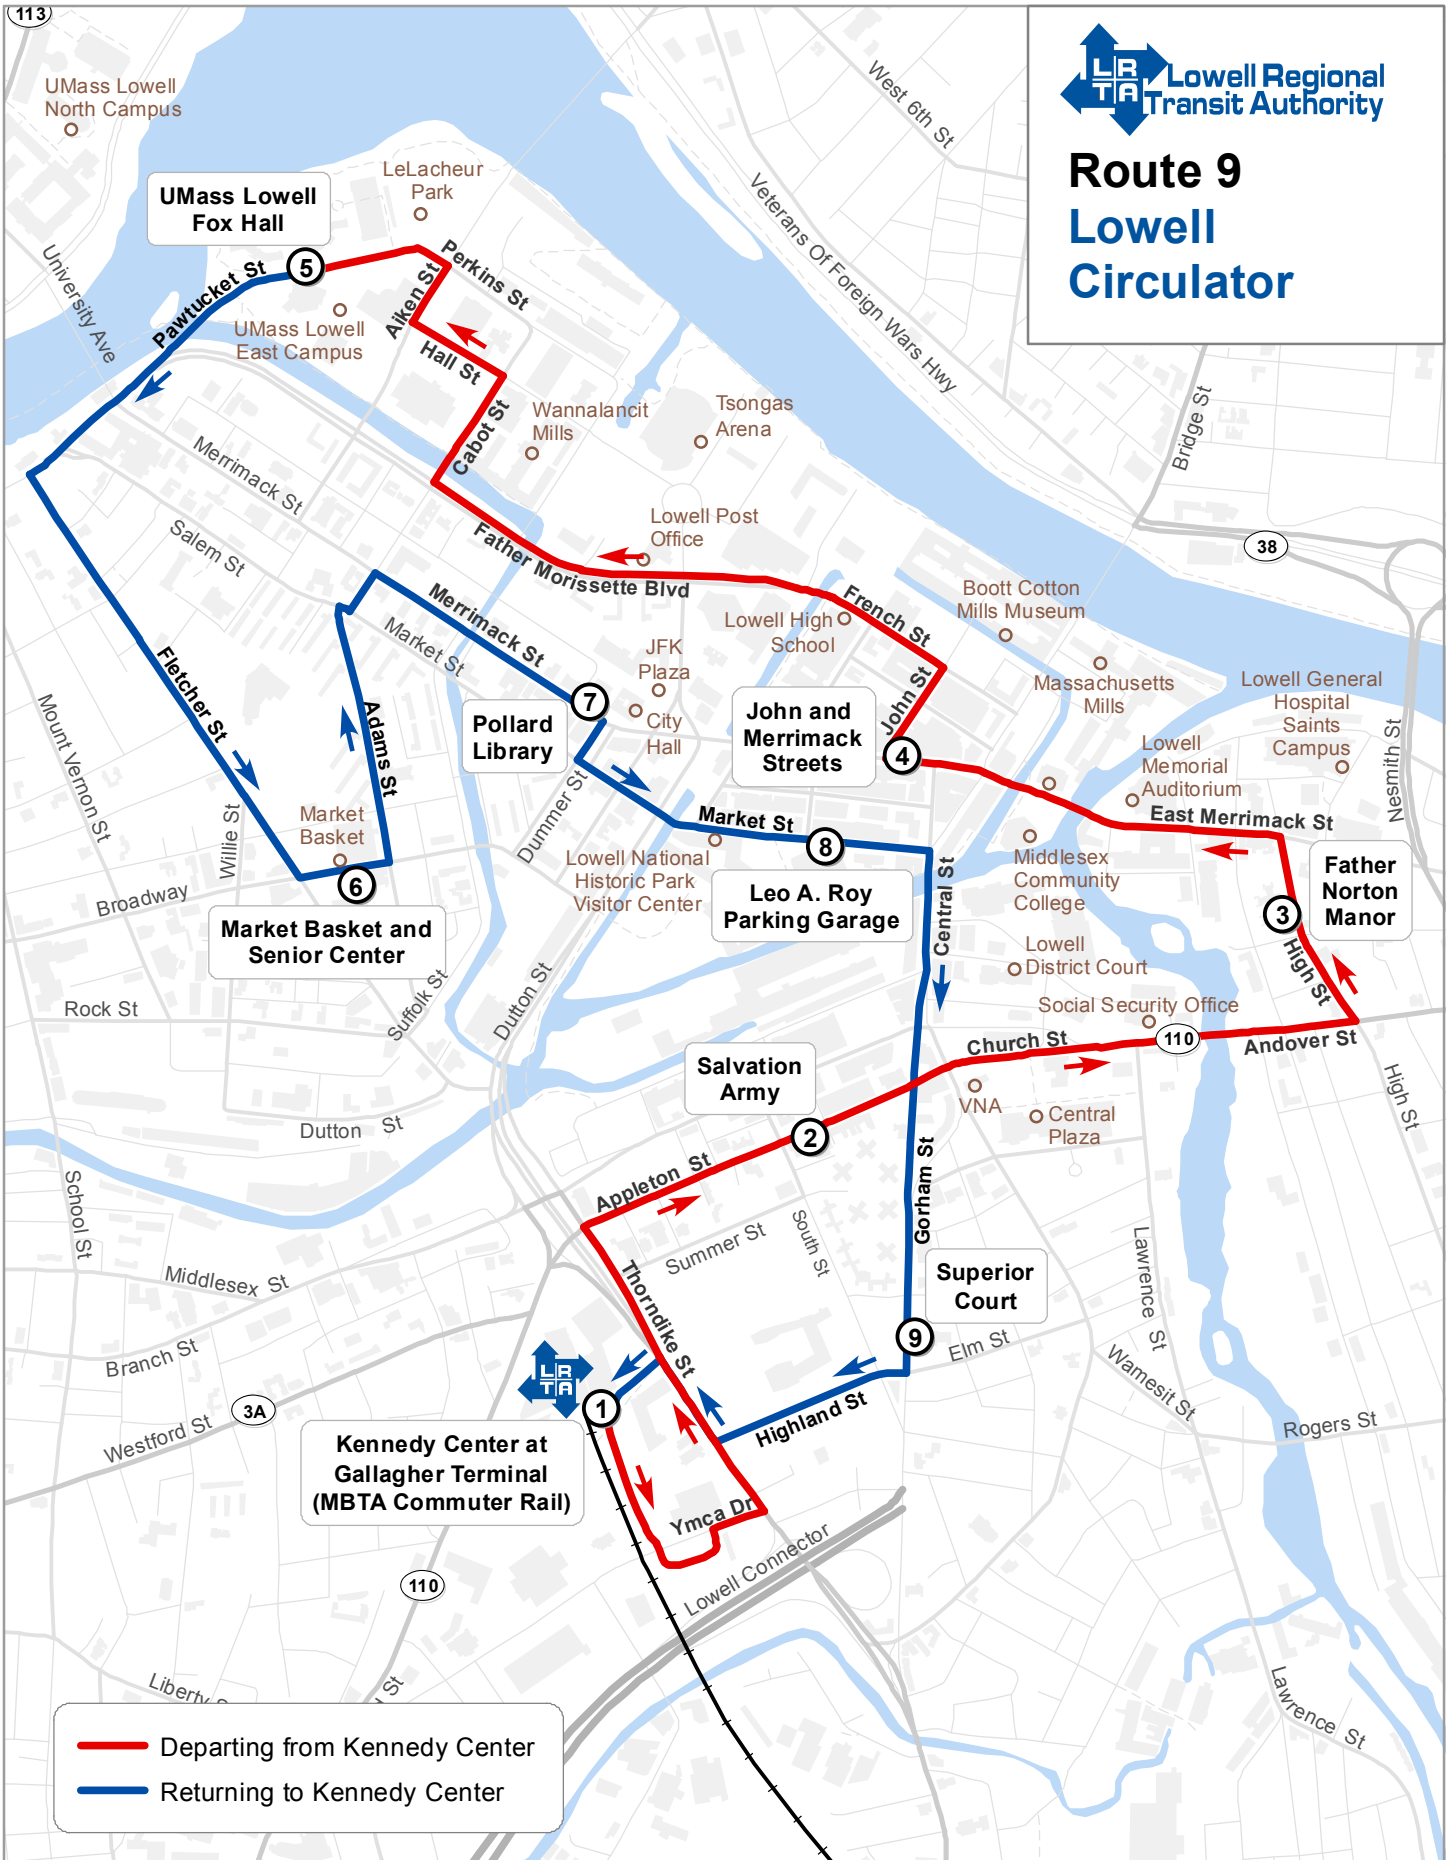 113
UMass Lowell
North Campus
LeLacheur
Park
UMass Lowell
Fox Hall
5
West 6th St
L R
T A
Lowell Regional
Transit Authority
Route 9
Lowell
Circulator
Veterans Of Foreign Wars Hwy
University Ave
Pawtucket St
Perkins St
Aiken St
Hall St
UMass Lowell
East Campus
Cabot St
Wannalancit
Mills
Tsongas
Arena
Bridge St
Merrimack St
Salem St
Father Morissette Blvd
Lowell Post
Office
38
French St
Lowell High
School
Boott Cotton
Mills Museum
Merrimack St
Market St
JFK
Plaza
City
Hall
John St
Massachusetts
Mills
Lowell General
Hospital
Saints
Campus
Nesmith St
Fletcher St
Adams St
7
Pollard
Library
John and
Merrimack
Streets
4
Lowell
Memorial
Auditorium
Mount Vernon St
Willie St
Market
Basket
Dummer St
Market St
8
East Merrimack St
Middlesex
Community
College
Lowell National
Historic Park
Visitor Center
Leo A. Roy
Parking Garage
Central St
Father
Norton
Manor
3
High St
Broadway
6
Market Basket and
Senior Center
Lowell
District Court
Social Security Office
Rock St
Suffolk St
Dutton St
Church St
110
Andover St
High St
Salvation
Army
2
VNA
Central
Plaza
Dutton St
School St
Appleton St
Gorham St
Summer St
South St
Lawrence St
Middlesex St
Branch St
Thorndike St
Superior
Court
9
Elm St
Wamesit St
L R
T A
1
3A
Westford St
Kennedy Center at
Gallagher Terminal
(MBTA Commuter Rail)
Highland St
Rogers St
Ymca Dr
Lowell Connector
110
Liberty
St
Lawrence St
Departing from Kennedy Center
Returning to Kennedy Center